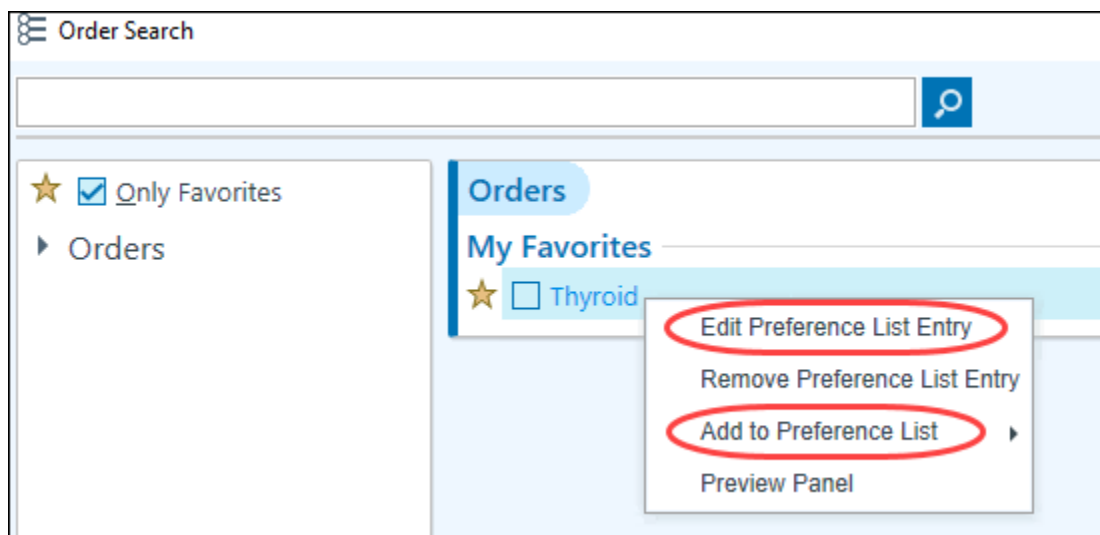 Order Search
Only Favorites
Orders
Orders
My Favorites
Thyroid
Edit Preference List Entry
Remove Preference List Entry
Add to Preference List
Preview Panel